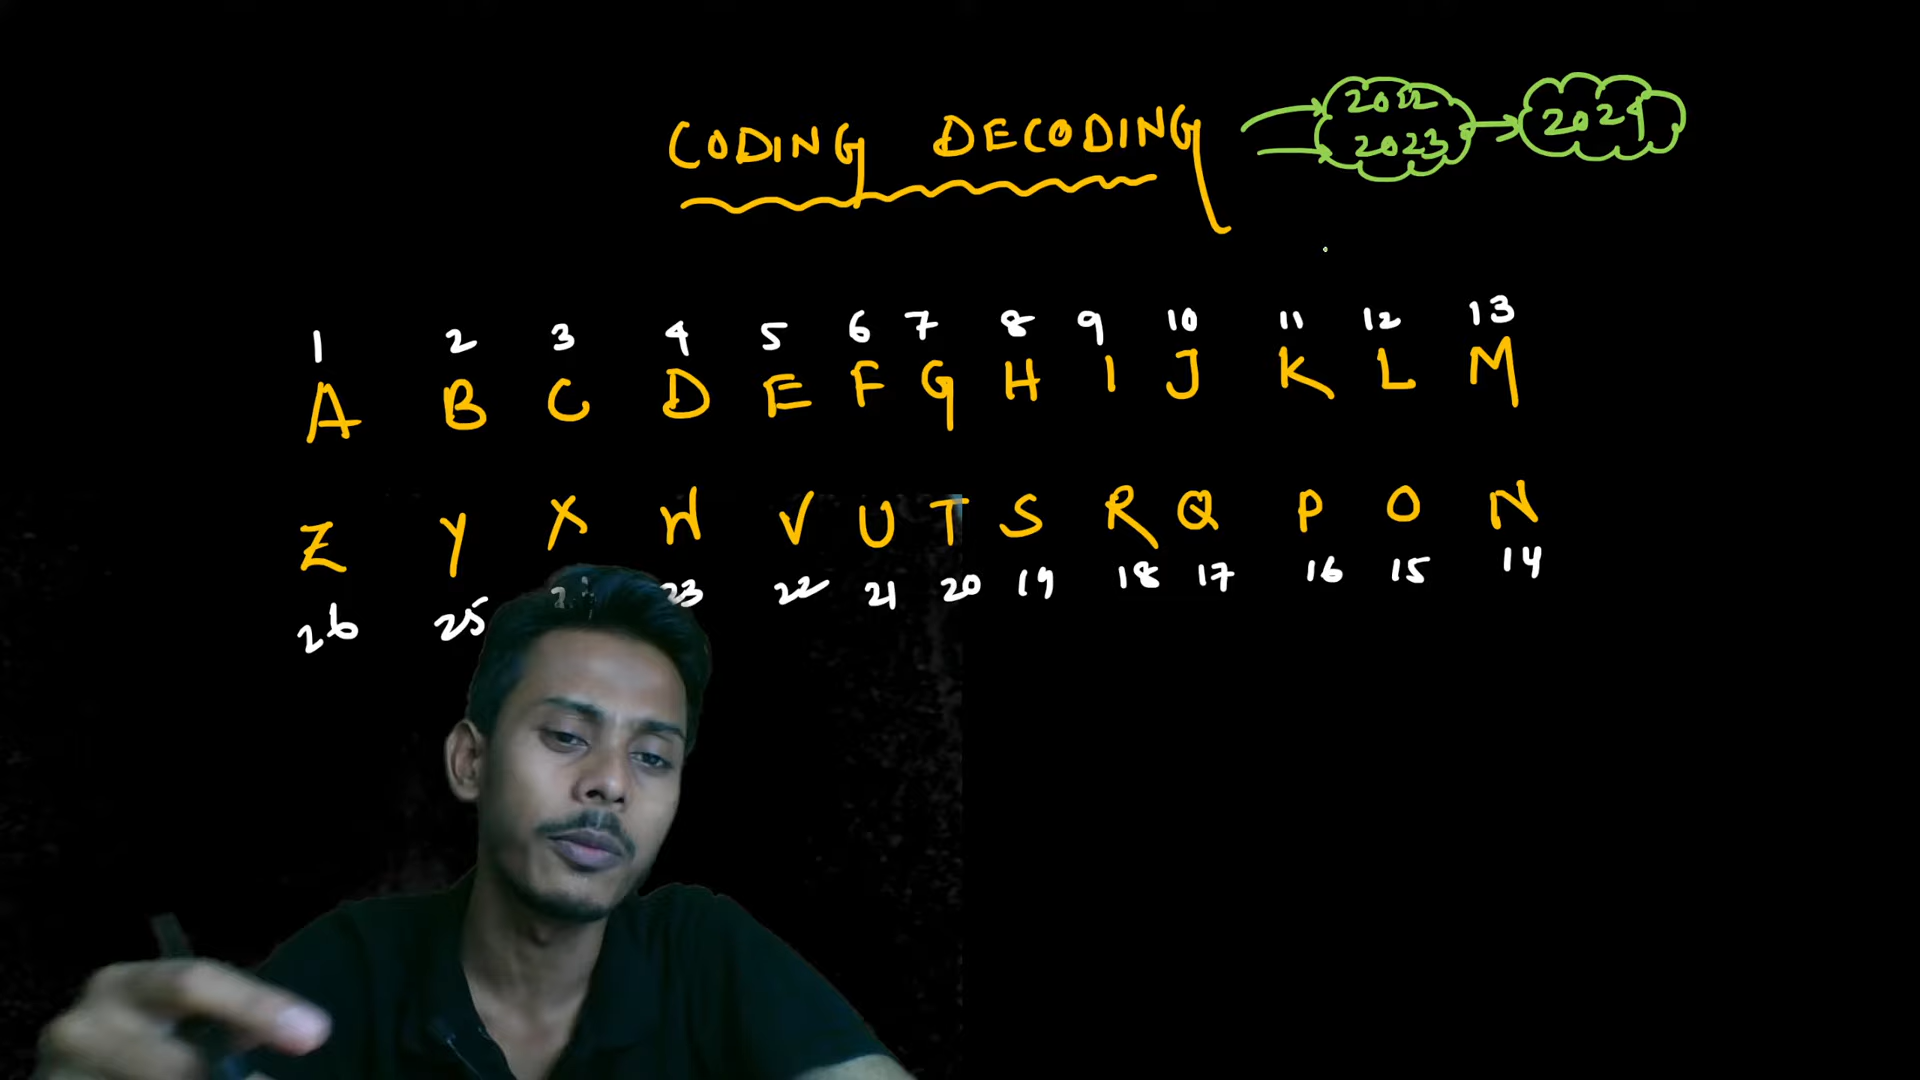 CODING DECODING
2022
2023
2024
1 2 3 4 5 6 7 8 9 10 11 12 13
A B C D E F G H I J K L M
Z Y X W V U T S R Q P O N
26 25 23 22 21 20 19 18 17 16 15 14